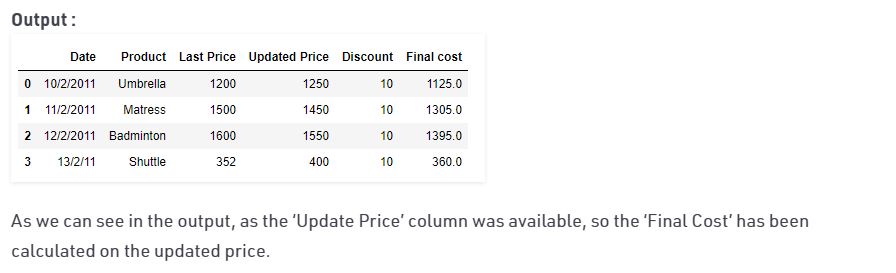 Output :
Date Product Last Price Updated Price Discount Final cost
0 10/2/2011 Umbrella 1200 1250 10 1125.0
1 11/2/2011 Matress 1500 1450 10 1305.0
2 12/2/2011 Badminton 1600 1550 10 1395.0
3 13/2/11 Shuttle 352 400 10 360.0
As we can see in the output, as the ‘Update Price’ column was available, so the ‘Final Cost’ has been
calculated on the updated price.